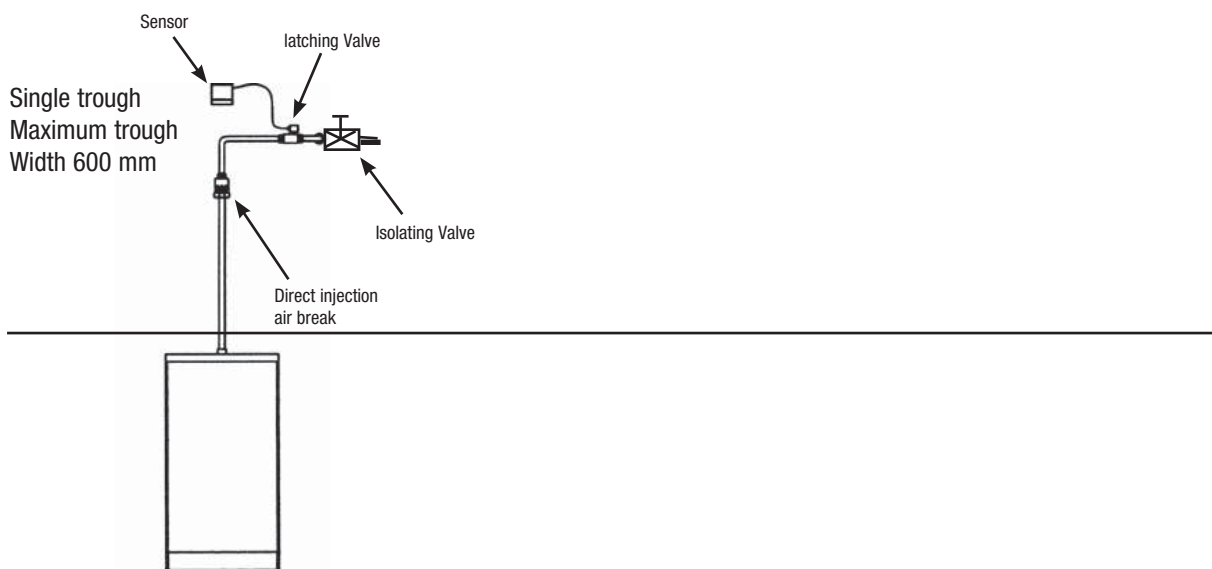 Sensor
latching Valve
Single trough
Maximum trough
Width 600 mm
Isolating Valve
Direct injection
air break